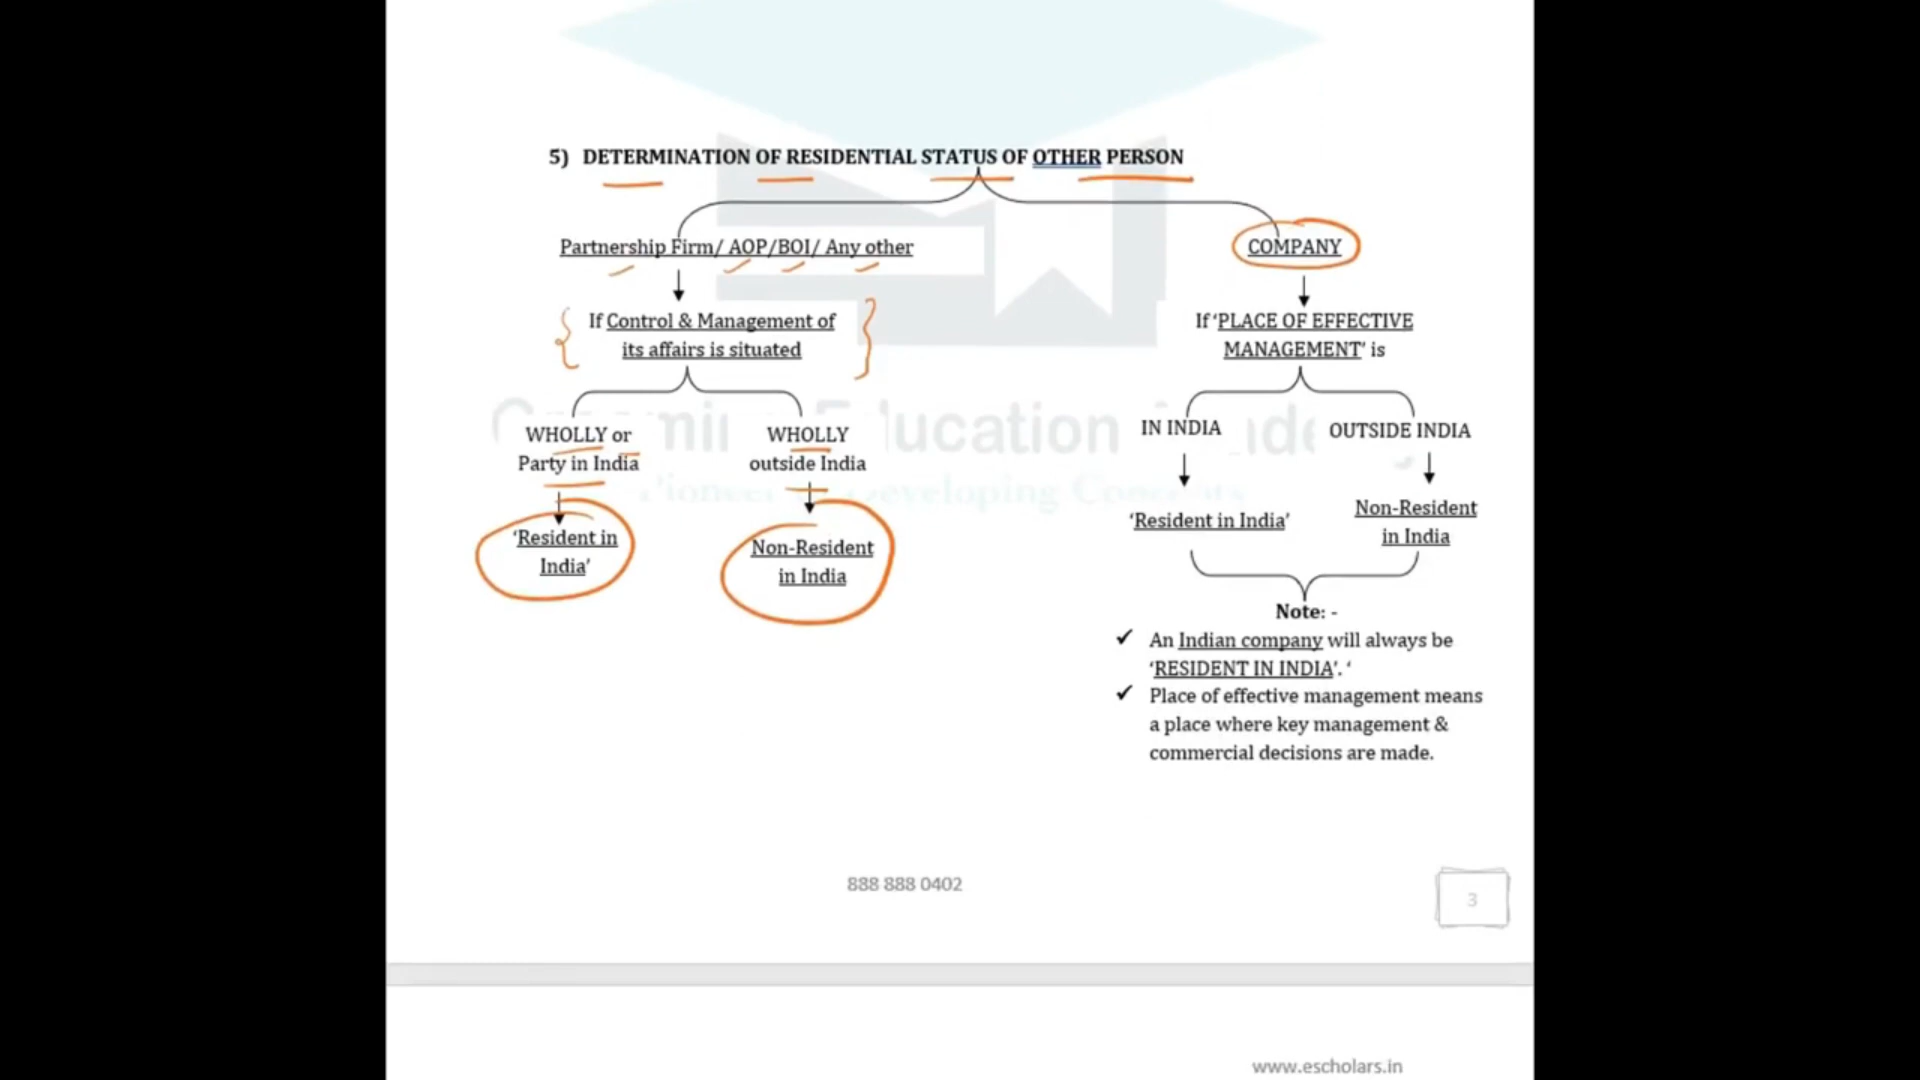 5) DETERMINATION OF RESIDENTIAL STATUS OF OTHER PERSON
Partnership Firm/ AOP/BOI/ Any other
If Control & Management of
its affairs is situated
WHOLLY or
Party in India
‘Resident in
India’
WHOLLY
outside India
Non-Resident
in India
COMPANY
If ‘PLACE OF EFFECTIVE
MANAGEMENT’ is
IN INDIA
‘Resident in India’
OUTSIDE INDIA
Non-Resident
in India
Note: -
✓ An Indian company will always be
‘RESIDENT IN INDIA’. ‘
✓ Place of effective management means
a place where key management &
commercial decisions are made.
888 888 0402
3
www.escholars.in